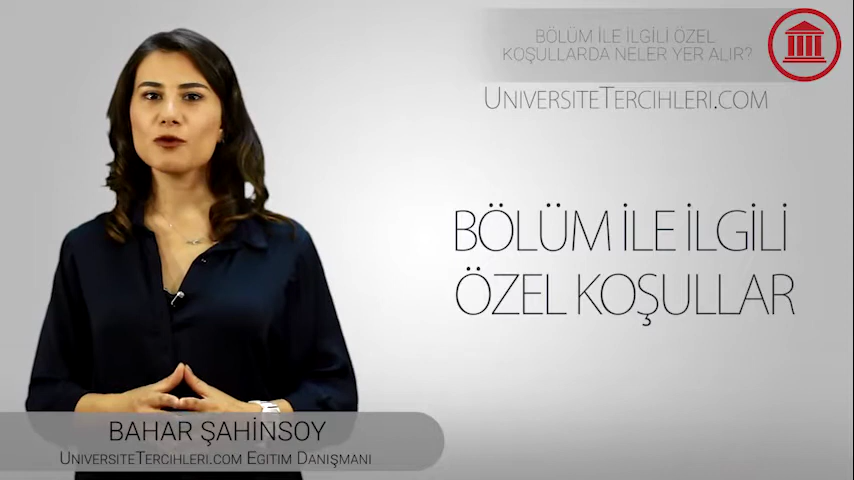 BÖLÜM İLE İLGİLİ ÖZEL
KOŞULLARDA NELER YER ALIR?
UNIVERSITETERCIHLERI.COM
BÖLÜM İLE İLGİLİ
ÖZEL KOŞULLAR
BAHAR ŞAHİNSOY
UNIVERSITETERCIHLERI.COM EGITIM DANIŞMANI